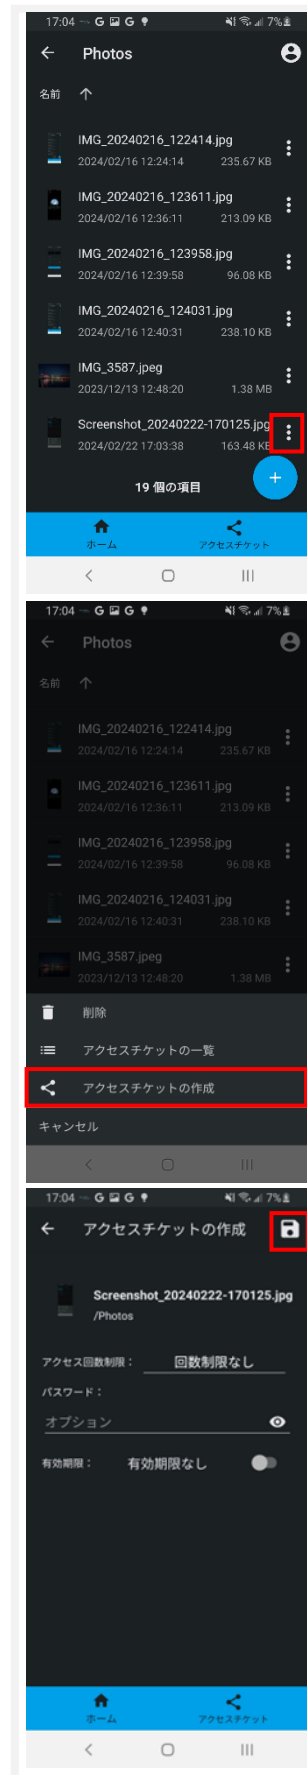 17:04 G G 7%
Photos
名前
IMG_20240216_122414.jpg
2024/02/16 12:24:14 235.67 KB
IMG_20240216_123611.jpg
2024/02/16 12:36:11 213.09 KB
IMG_20240216_123958.jpg
2024/02/16 12:39:58 96.08 KB
IMG_20240216_124031.jpg
2024/02/16 12:40:31 238.10 KB
IMG_3587.jpeg
2023/12/13 12:48:20 1.38 MB
Screenshot_20240222-170125.jpg
2024/02/22 17:03:38 163.48 KB
19 個の項目
ホーム アクセスチケット
17:04 G G 7%
Photos
名前
IMG_20240216_122414.jpg
2024/02/16 12:24:14 235.67 KB
IMG_20240216_123611.jpg
2024/02/16 12:36:11 213.09 KB
IMG_20240216_123958.jpg
2024/02/16 12:39:58 96.08 KB
IMG_20240216_124031.jpg
2024/02/16 12:40:31 238.10 KB
IMG_3587.jpeg
2023/12/13 12:48:20 1.38 MB
削除
アクセスチケットの一覧
アクセスチケットの作成
キャンセル
17:04 G G 7%
アクセスチケットの作成
Screenshot_20240222-170125.jpg
/Photos
アクセス回数制限： 回数制限なし
パスワード：
オプション
有効期限： 有効期限なし
ホーム アクセスチケット